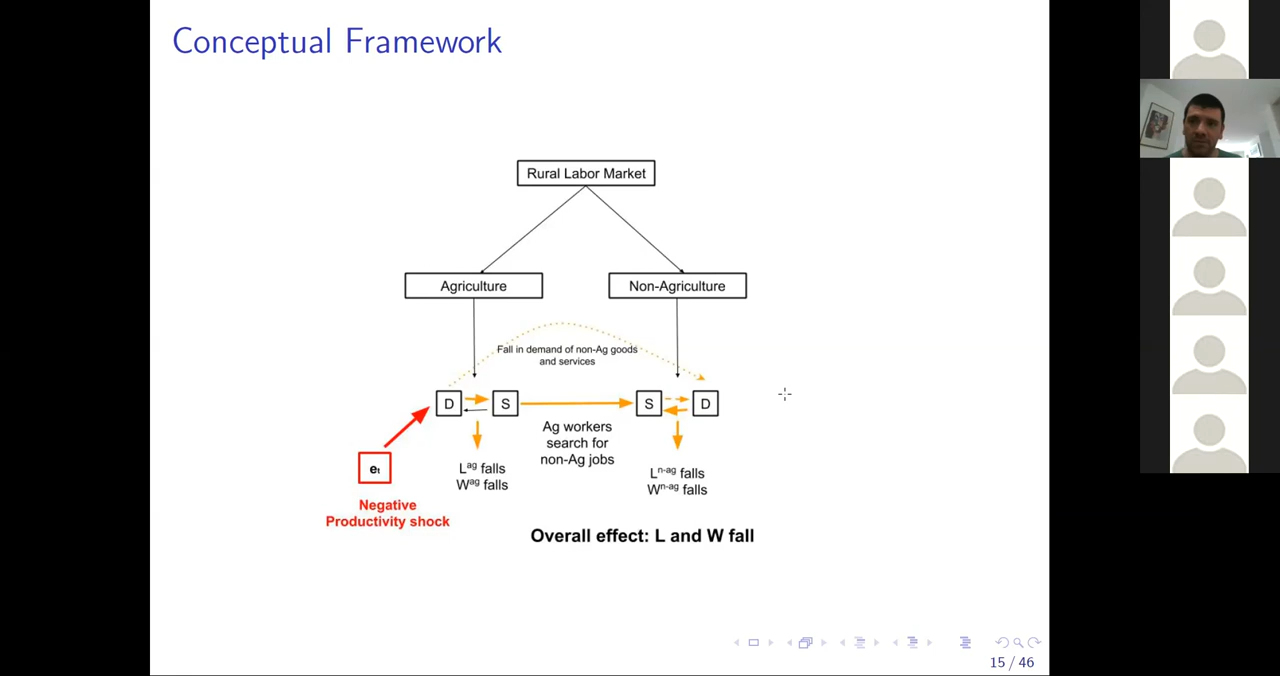 Conceptual Framework
Rural Labor Market
Agriculture
Non-Agriculture
Fall in demand of non-Ag goods
and services
D
S
S
D
Ag workers
search for
non-Ag jobs
eₜ
Lᵃᵍ falls
Wᵃᵍ falls
Lⁿ⁻ᵃᵍ falls
Wⁿ⁻ᵃᵍ falls
Negative
Productivity shock
Overall effect: L and W fall
15 / 46